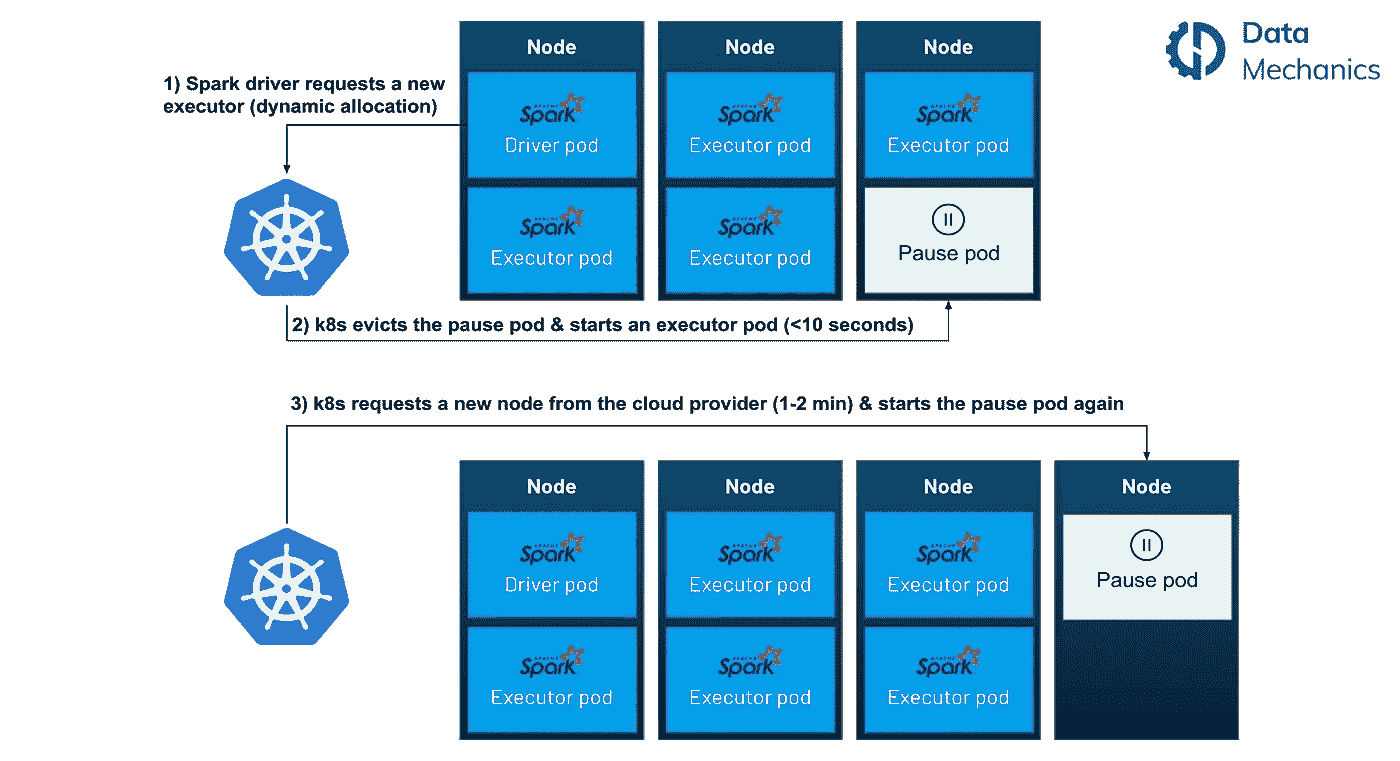 Data
Mechanics
1) Spark driver requests a new
executor (dynamic allocation)
Node
Node
Node
APACHE
Spark
Driver pod
APACHE
Spark
Executor pod
APACHE
Spark
Executor pod
APACHE
Spark
Executor pod
APACHE
Spark
Executor pod
Pause pod
2) k8s evicts the pause pod & starts an executor pod (<10 seconds)
3) k8s requests a new node from the cloud provider (1-2 min) & starts the pause pod again
Node
Node
Node
Node
APACHE
Spark
Driver pod
APACHE
Spark
Executor pod
APACHE
Spark
Executor pod
Pause pod
APACHE
Spark
Executor pod
APACHE
Spark
Executor pod
APACHE
Spark
Executor pod